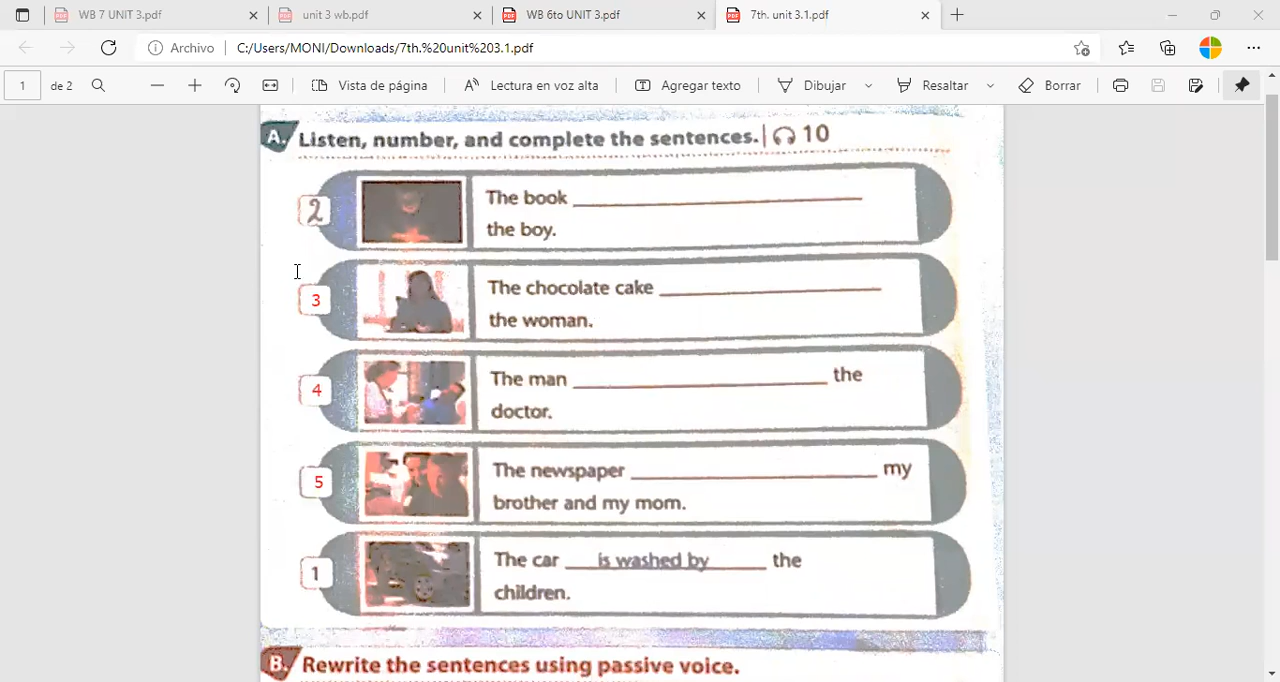 WB 7 UNIT 3.pdf
unit 3 wb.pdf
WB 6to UNIT 3.pdf
7th. unit 3.1.pdf
Archivo
C:/Users/MONI/Downloads/7th.%20unit%203.1.pdf
1 de 2
Vista de página
Lectura en voz alta
Agregar texto
Dibujar
Resaltar
Borrar
A. Listen, number, and complete the sentences. | 10
2
The book
the boy.
3
The chocolate cake
the woman.
4
The man the
doctor.
5
The newspaper my
brother and my mom.
1
The car is washed by the
children.
B. Rewrite the sentences using passive voice.